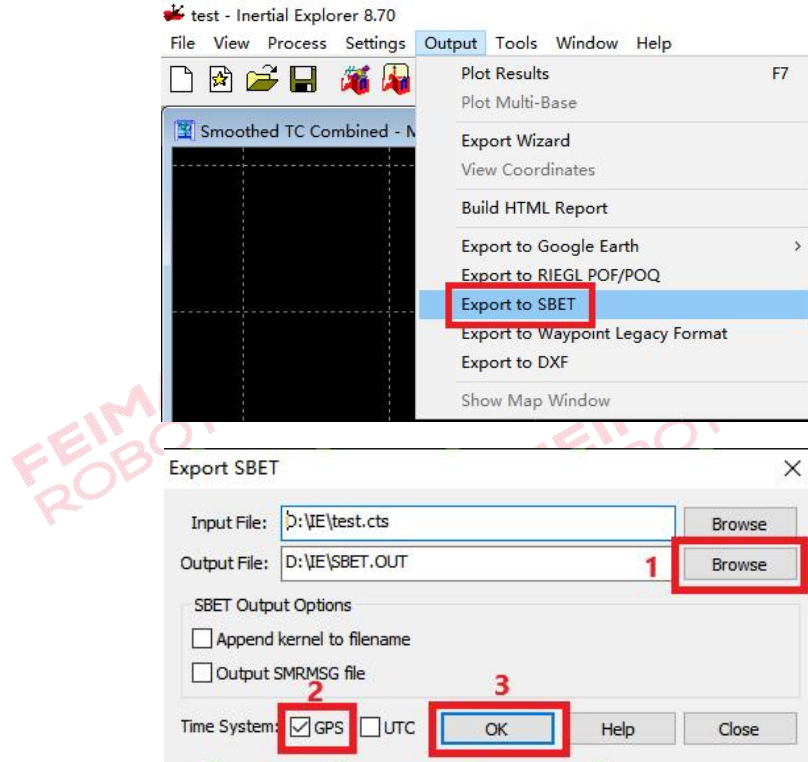 test - Inertial Explorer 8.70
File View Process Settings Output Tools Window Help
Plot Results F7
Plot Multi-Base
Smoothed TC Combined - M
Export Wizard
View Coordinates
Build HTML Report
Export to Google Earth >
Export to RIEGL POF/POQ
Export to SBET
Export to Waypoint Legacy Format
Export to DXF
Show Map Window
FEIMA
ROBOT
FEIM
ROBOT
Export SBET
Input File: D:\IE\test.cts Browse
Output File: D:\IE\SBET.OUT 1 Browse
SBET Output Options
Append kernel to filename
Output SMRMSG file
2 3
Time System: GPS UTC OK Help Close